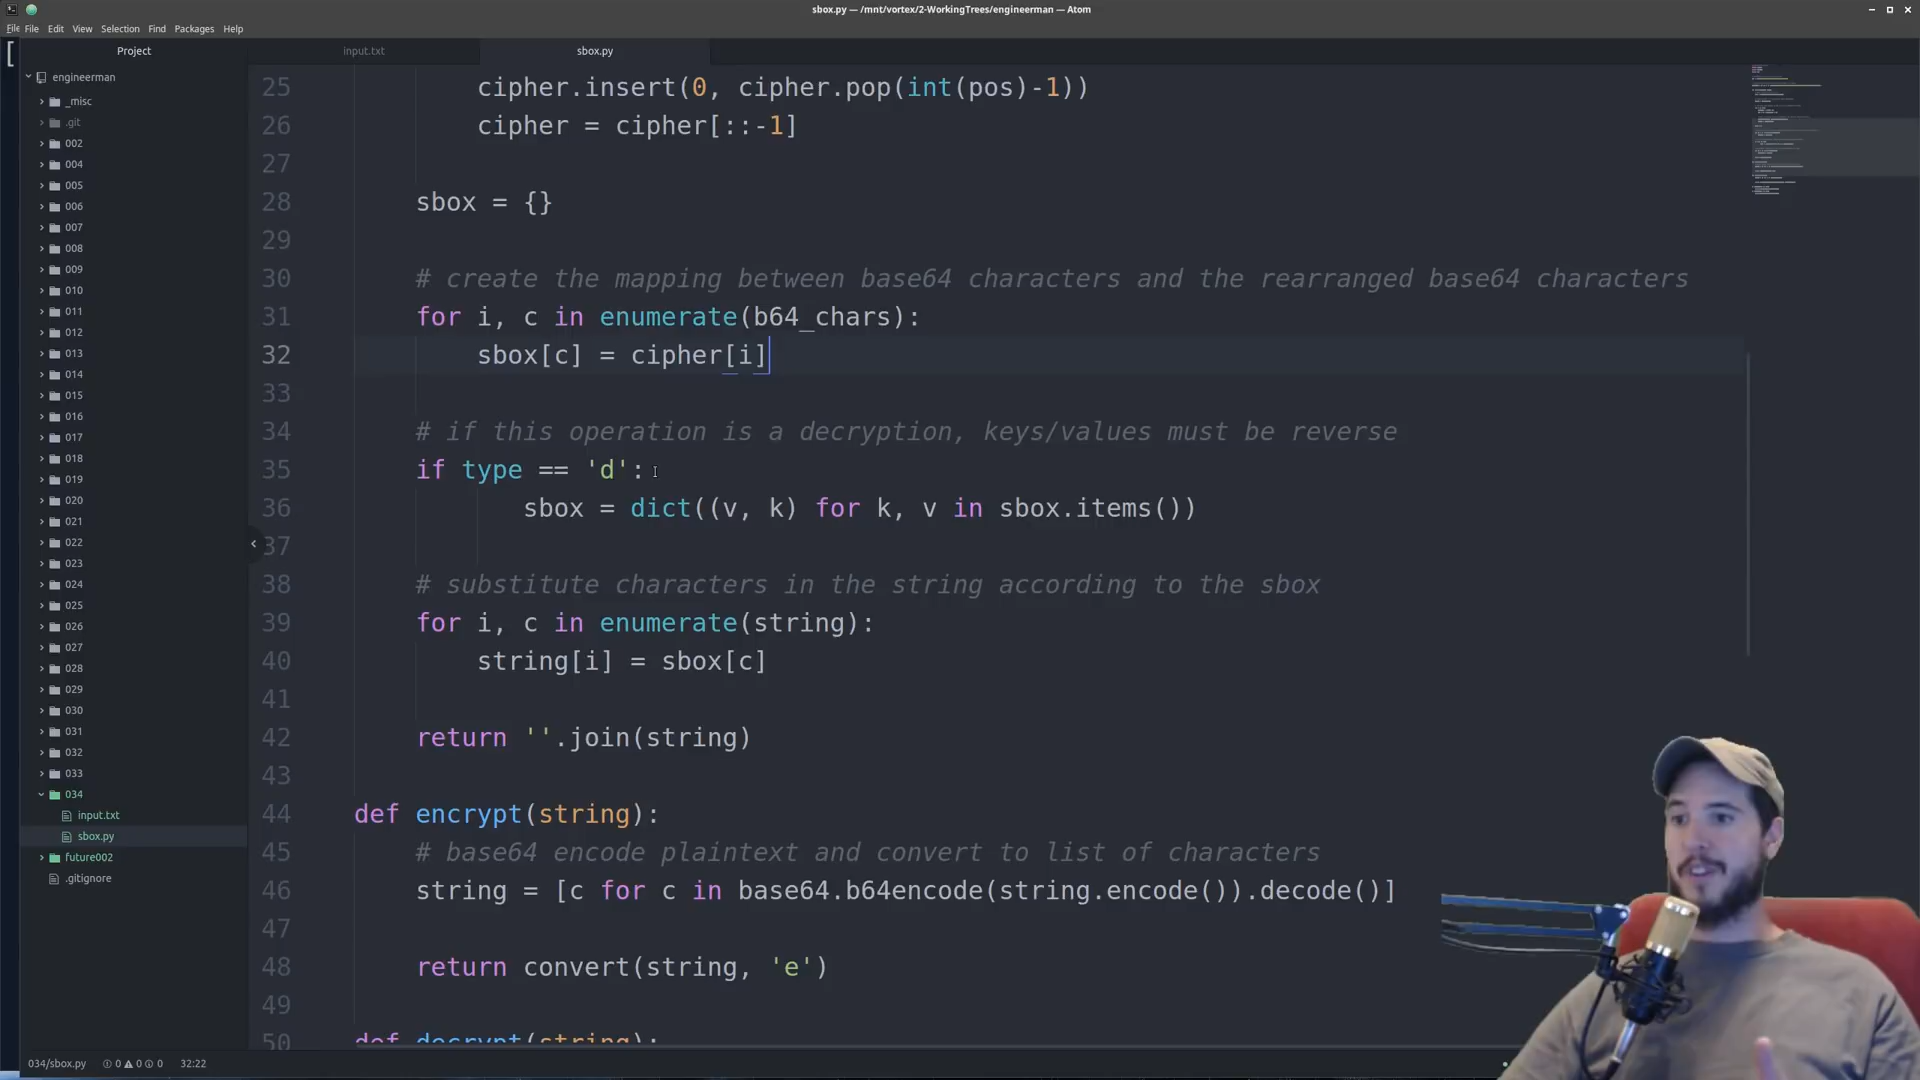 sbox.py — /mnt/vortex/2-WorkingTrees/engineerman — Atom
File File Edit View Selection Find Packages Help
Project
input.txt
sbox.py
engineerman
_misc
.git
002
004
005
006
007
008
009
010
011
012
013
014
015
016
017
018
019
020
021
022
023
024
025
026
027
028
029
030
031
032
033
034
input.txt
sbox.py
future002
.gitignore
25 cipher.insert(0, cipher.pop(int(pos)-1))
26 cipher = cipher[::-1]
27
28 sbox = {}
29
30 # create the mapping between base64 characters and the rearranged base64 characters
31 for i, c in enumerate(b64_chars):
32 sbox[c] = cipher[i]
33
34 # if this operation is a decryption, keys/values must be reverse
35 if type == 'd':
36 sbox = dict((v, k) for k, v in sbox.items())
37
38 # substitute characters in the string according to the sbox
39 for i, c in enumerate(string):
40 string[i] = sbox[c]
41
42 return ''.join(string)
43
44 def encrypt(string):
45 # base64 encode plaintext and convert to list of characters
46 string = [c for c in base64.b64encode(string.encode()).decode()]
47
48 return convert(string, 'e')
49
50 def decrypt(string):
034/sbox.py 0 0 0 32:22